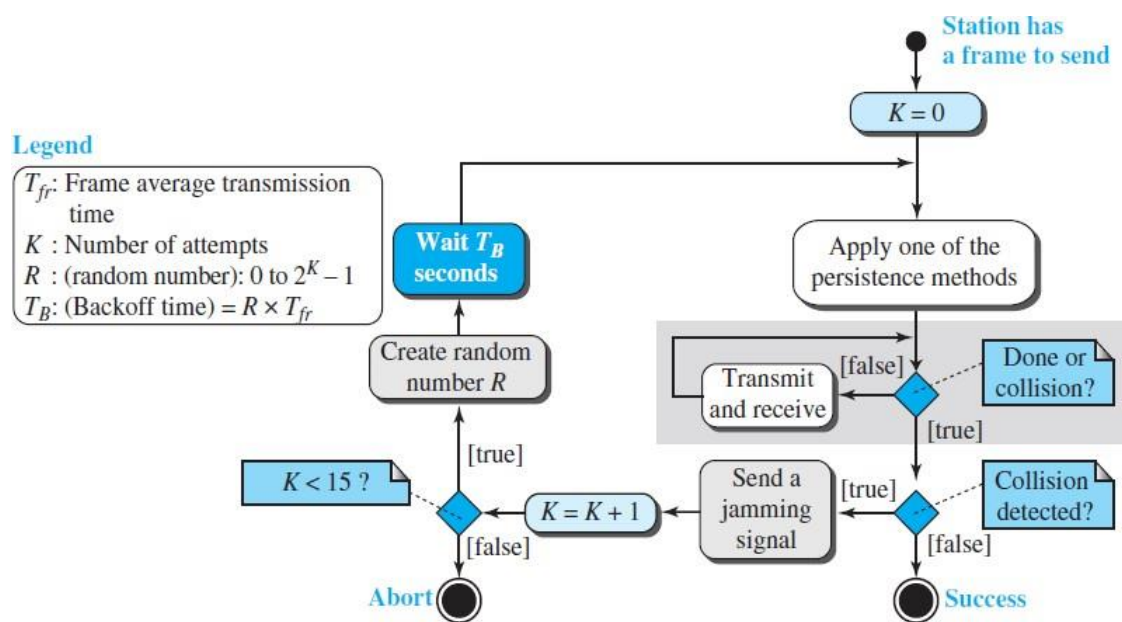 Station has
a frame to send
K = 0
Legend
T_fr: Frame average transmission
time
K : Number of attempts
R : (random number): 0 to 2^K – 1
T_B: (Backoff time) = R × T_fr
Wait T_B
seconds
Apply one of the
persistence methods
Create random
number R
[false]
Transmit
and receive
Done or
collision?
[true]
[true]
K < 15 ?
K = K + 1
Send a
jamming
signal
[true]
Collision
detected?
[false]
[false]
Abort
Success